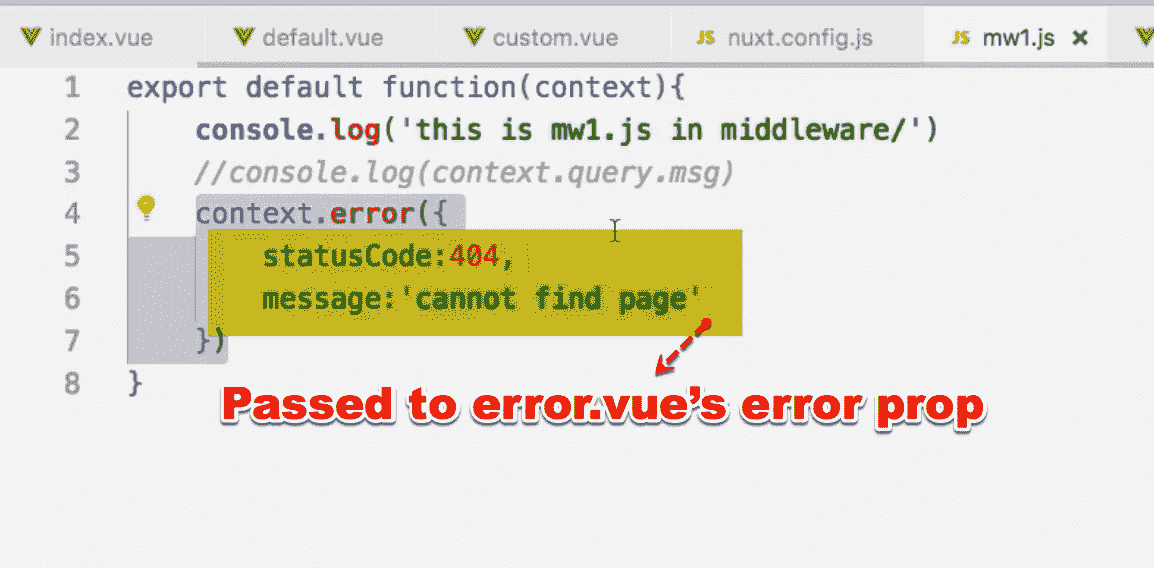 index.vue default.vue custom.vue JS nuxt.config.js JS mw1.js ×
1 export default function(context){
2 console.log('this is mw1.js in middleware/')
3 //console.log(context.query.msg)
4 context.error({
5 statusCode:404,
6 message:'cannot find page'
7 })
8 }
Passed to error.vue’s error prop